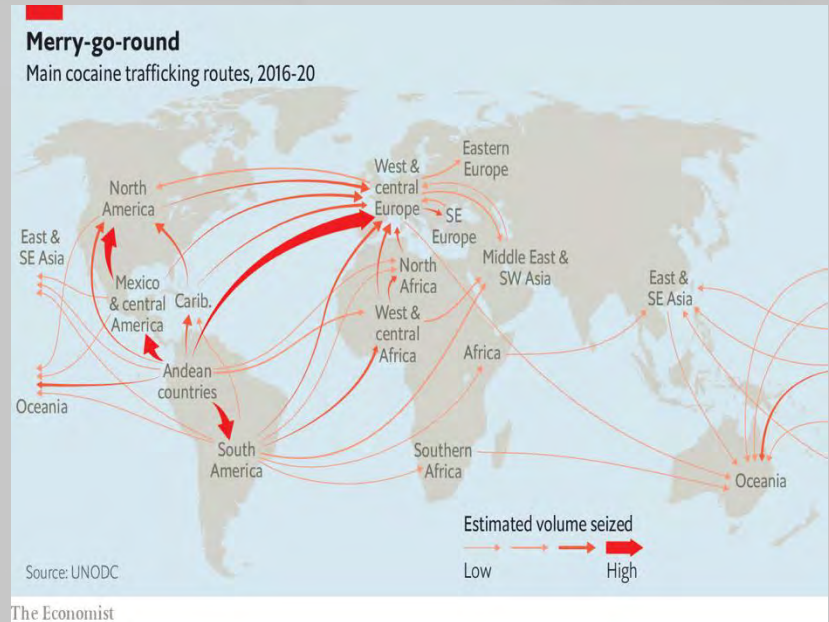 Merry-go-round
Main cocaine trafficking routes, 2016-20
North
America
West &
central
Europe
Eastern
Europe
SE
Europe
East &
SE Asia
Mexico
& central
America
Carib.
North
Africa
Middle East &
SW Asia
East &
SE Asia
West &
central
Africa
Africa
Andean
countries
Oceania
South
America
Southern
Africa
Oceania
Estimated volume seized
Low
High
Source: UNODC
The Economist